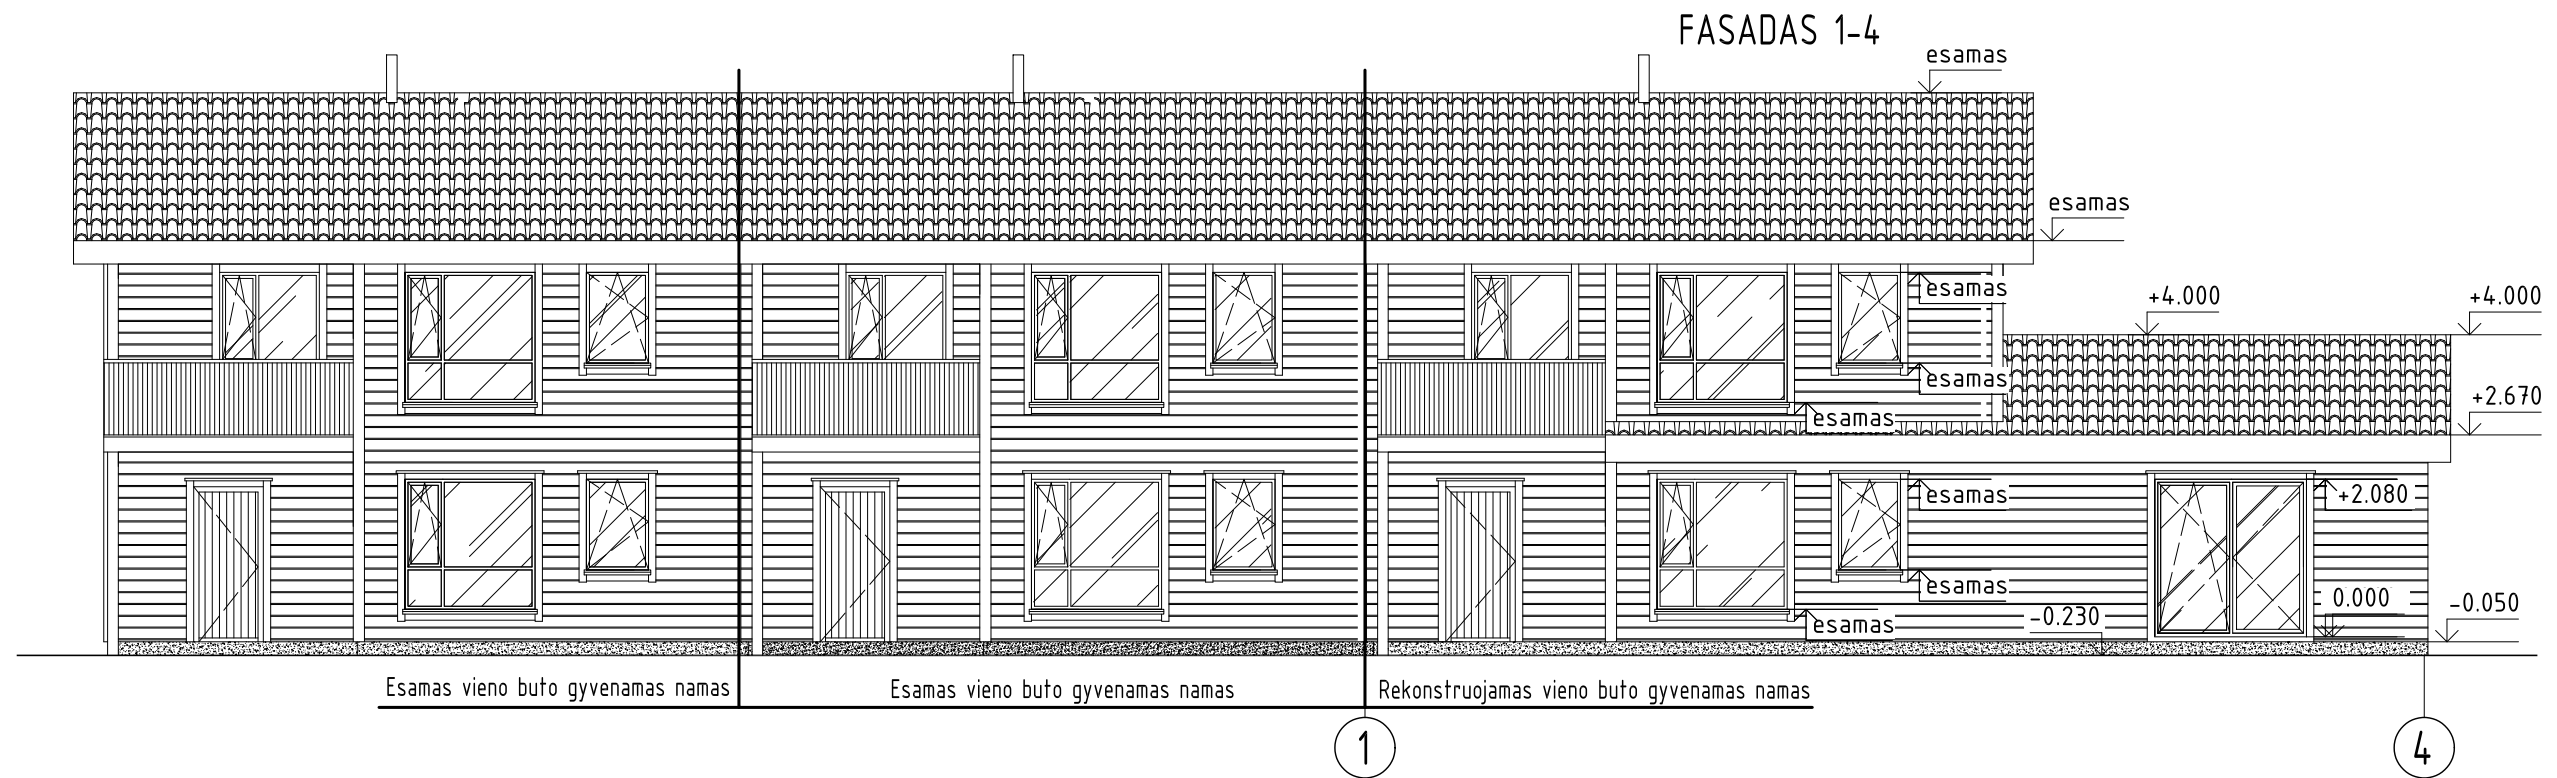 FASADAS 1-4
esamas
esamas
esamas
+4.000
+4.000
esamas
+2.670
esamas
esamas
+2.080
esamas
0.000
-0.050
-0.230
esamas
Esamas vieno buto gyvenamas namas
Esamas vieno buto gyvenamas namas
Rekonstruojamas vieno buto gyvenamas namas
1
4